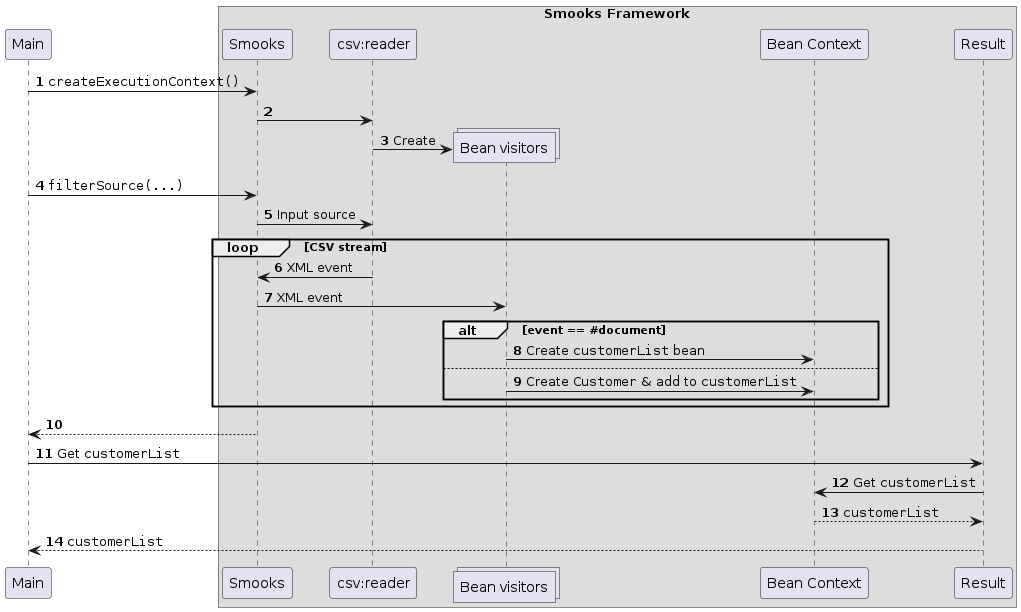 Smooks Framework
Main Smooks csv:reader Bean Context Result
1 createExecutionContext()
2
3 Create
Bean visitors
4 filterSource(...)
5 Input source
loop [CSV stream]
6 XML event
7 XML event
alt [event == #document]
8 Create customerList bean
9 Create Customer & add to customerList
10
11 Get customerList
12 Get customerList
13 customerList
14 customerList
Main Smooks csv:reader Bean visitors Bean Context Result